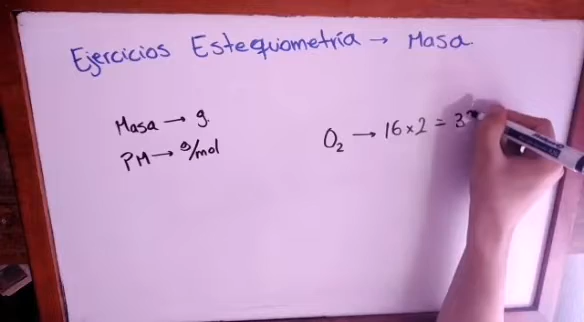 Ejercicios Estequiometría → Masa
Masa → g.
PM → g/mol
O₂ → 16 × 2 = 3